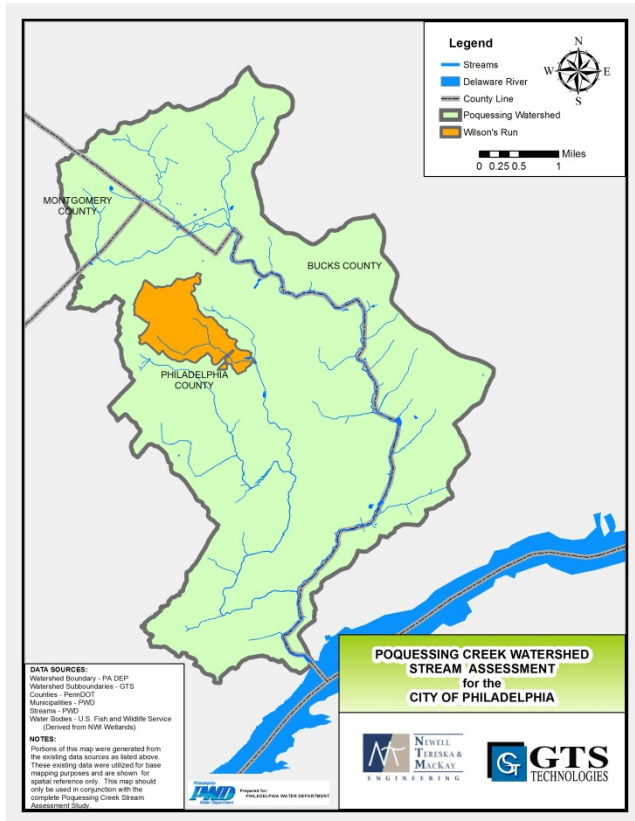 Legend
Streams
Delaware River
County Line
Poquessing Watershed
Wilson's Run
N
W
E
S
Miles
0 0.25 0.5 1
MONTGOMERY
COUNTY
BUCKS COUNTY
PHILADELPHIA
COUNTY
DATA SOURCES:
Watershed Boundary - PA DEP
Watershed Subboundaries - GTS
Counties - PennDOT
Municipalities - PWD
Streams - PWD
Water Bodies - U.S. Fish and Wildlife Service
(Derived from NWI Wetlands)
NOTES:
Portions of this map were generated from
the existing data sources as listed above.
These existing data were utilized for base
mapping purposes and are shown for
spatial reference only. This map should
only be used in conjunction with the
complete Poquessing Creek Stream
Assessment Study.
Philadelphia
PWD
Water Department
Prepared for:
PHILADELPHIA WATER DEPARTMENT
POQUESSING CREEK WATERSHED
STREAM ASSESSMENT
for the
CITY OF PHILADELPHIA
NEWELL
TERESKA &
MACKAY
ENGINEERING
GTS
TECHNOLOGIES